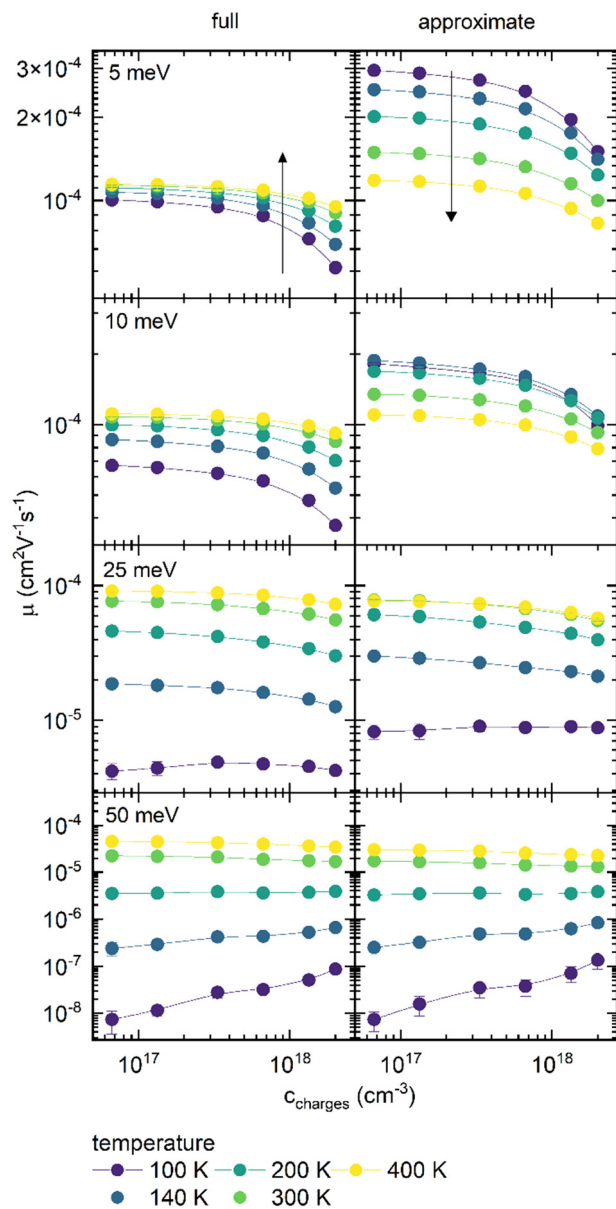 full approximate
5 meV
3×10⁻⁴
2×10⁻⁴
10⁻⁴
10 meV
10⁻⁴
25 meV
10⁻⁴
10⁻⁵
50 meV
10⁻⁴
10⁻⁵
10⁻⁶
10⁻⁷
10⁻⁸
μ (cm²V⁻¹s⁻¹)
10¹⁷ 10¹⁸ 10¹⁷ 10¹⁸
c_charges (cm⁻³)
temperature
100 K 200 K 400 K
140 K 300 K